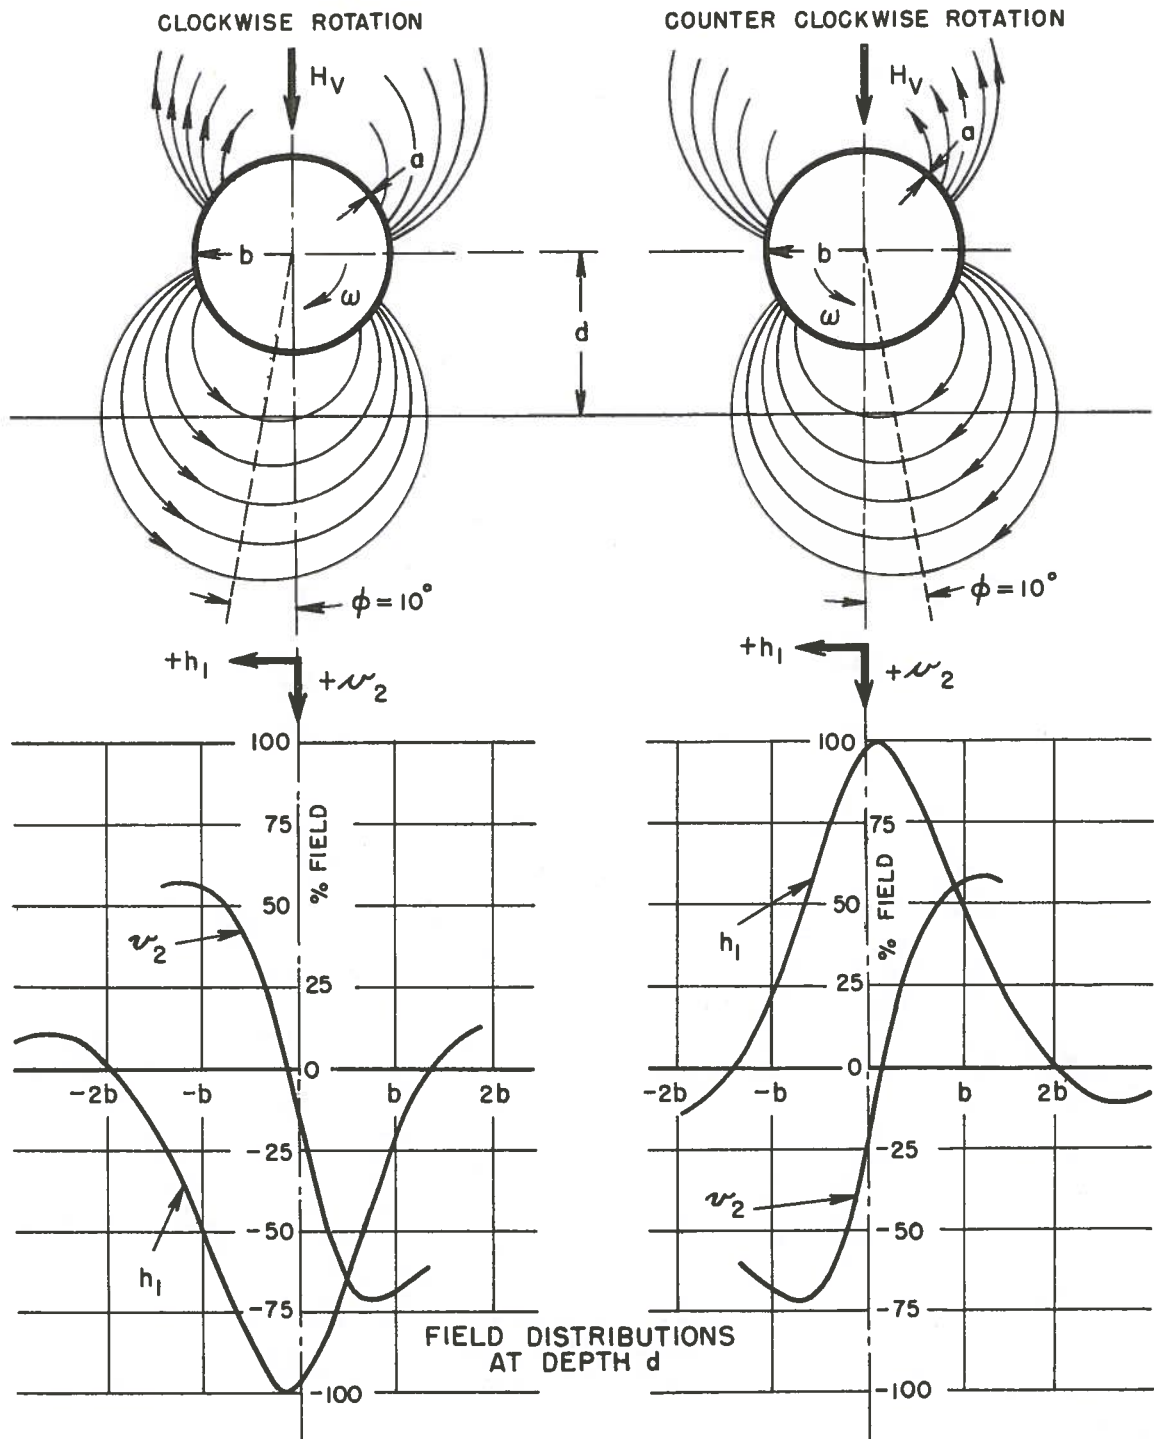 CLOCKWISE ROTATION
COUNTER CLOCKWISE ROTATION
H_V
a
b
ω
d
H_V
a
b
ω
ϕ = 10°
ϕ = 10°
+h₁
+v₂
+h₁
+v₂
100
75
50
25
0
-25
-50
-75
-100
% FIELD
v₂
h₁
-2b
-b
b
2b
100
75
50
25
0
-25
-50
-75
-100
% FIELD
h₁
v₂
-2b
-b
b
2b
FIELD DISTRIBUTIONS
AT DEPTH d